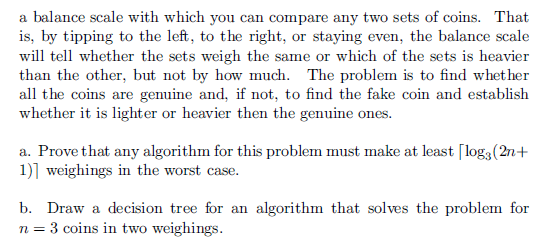 a balance scale with which you can compare any two sets of coins. That
is, by tipping to the left, to the right, or staying even, the balance scale
will tell whether the sets weigh the same or which of the sets is heavier
than the other, but not by how much. The problem is to find whether
all the coins are genuine and, if not, to find the fake coin and establish
whether it is lighter or heavier then the genuine ones.
a. Prove that any algorithm for this problem must make at least ⌈log₃(2n+
1)⌉ weighings in the worst case.
b. Draw a decision tree for an algorithm that solves the problem for
n = 3 coins in two weighings.